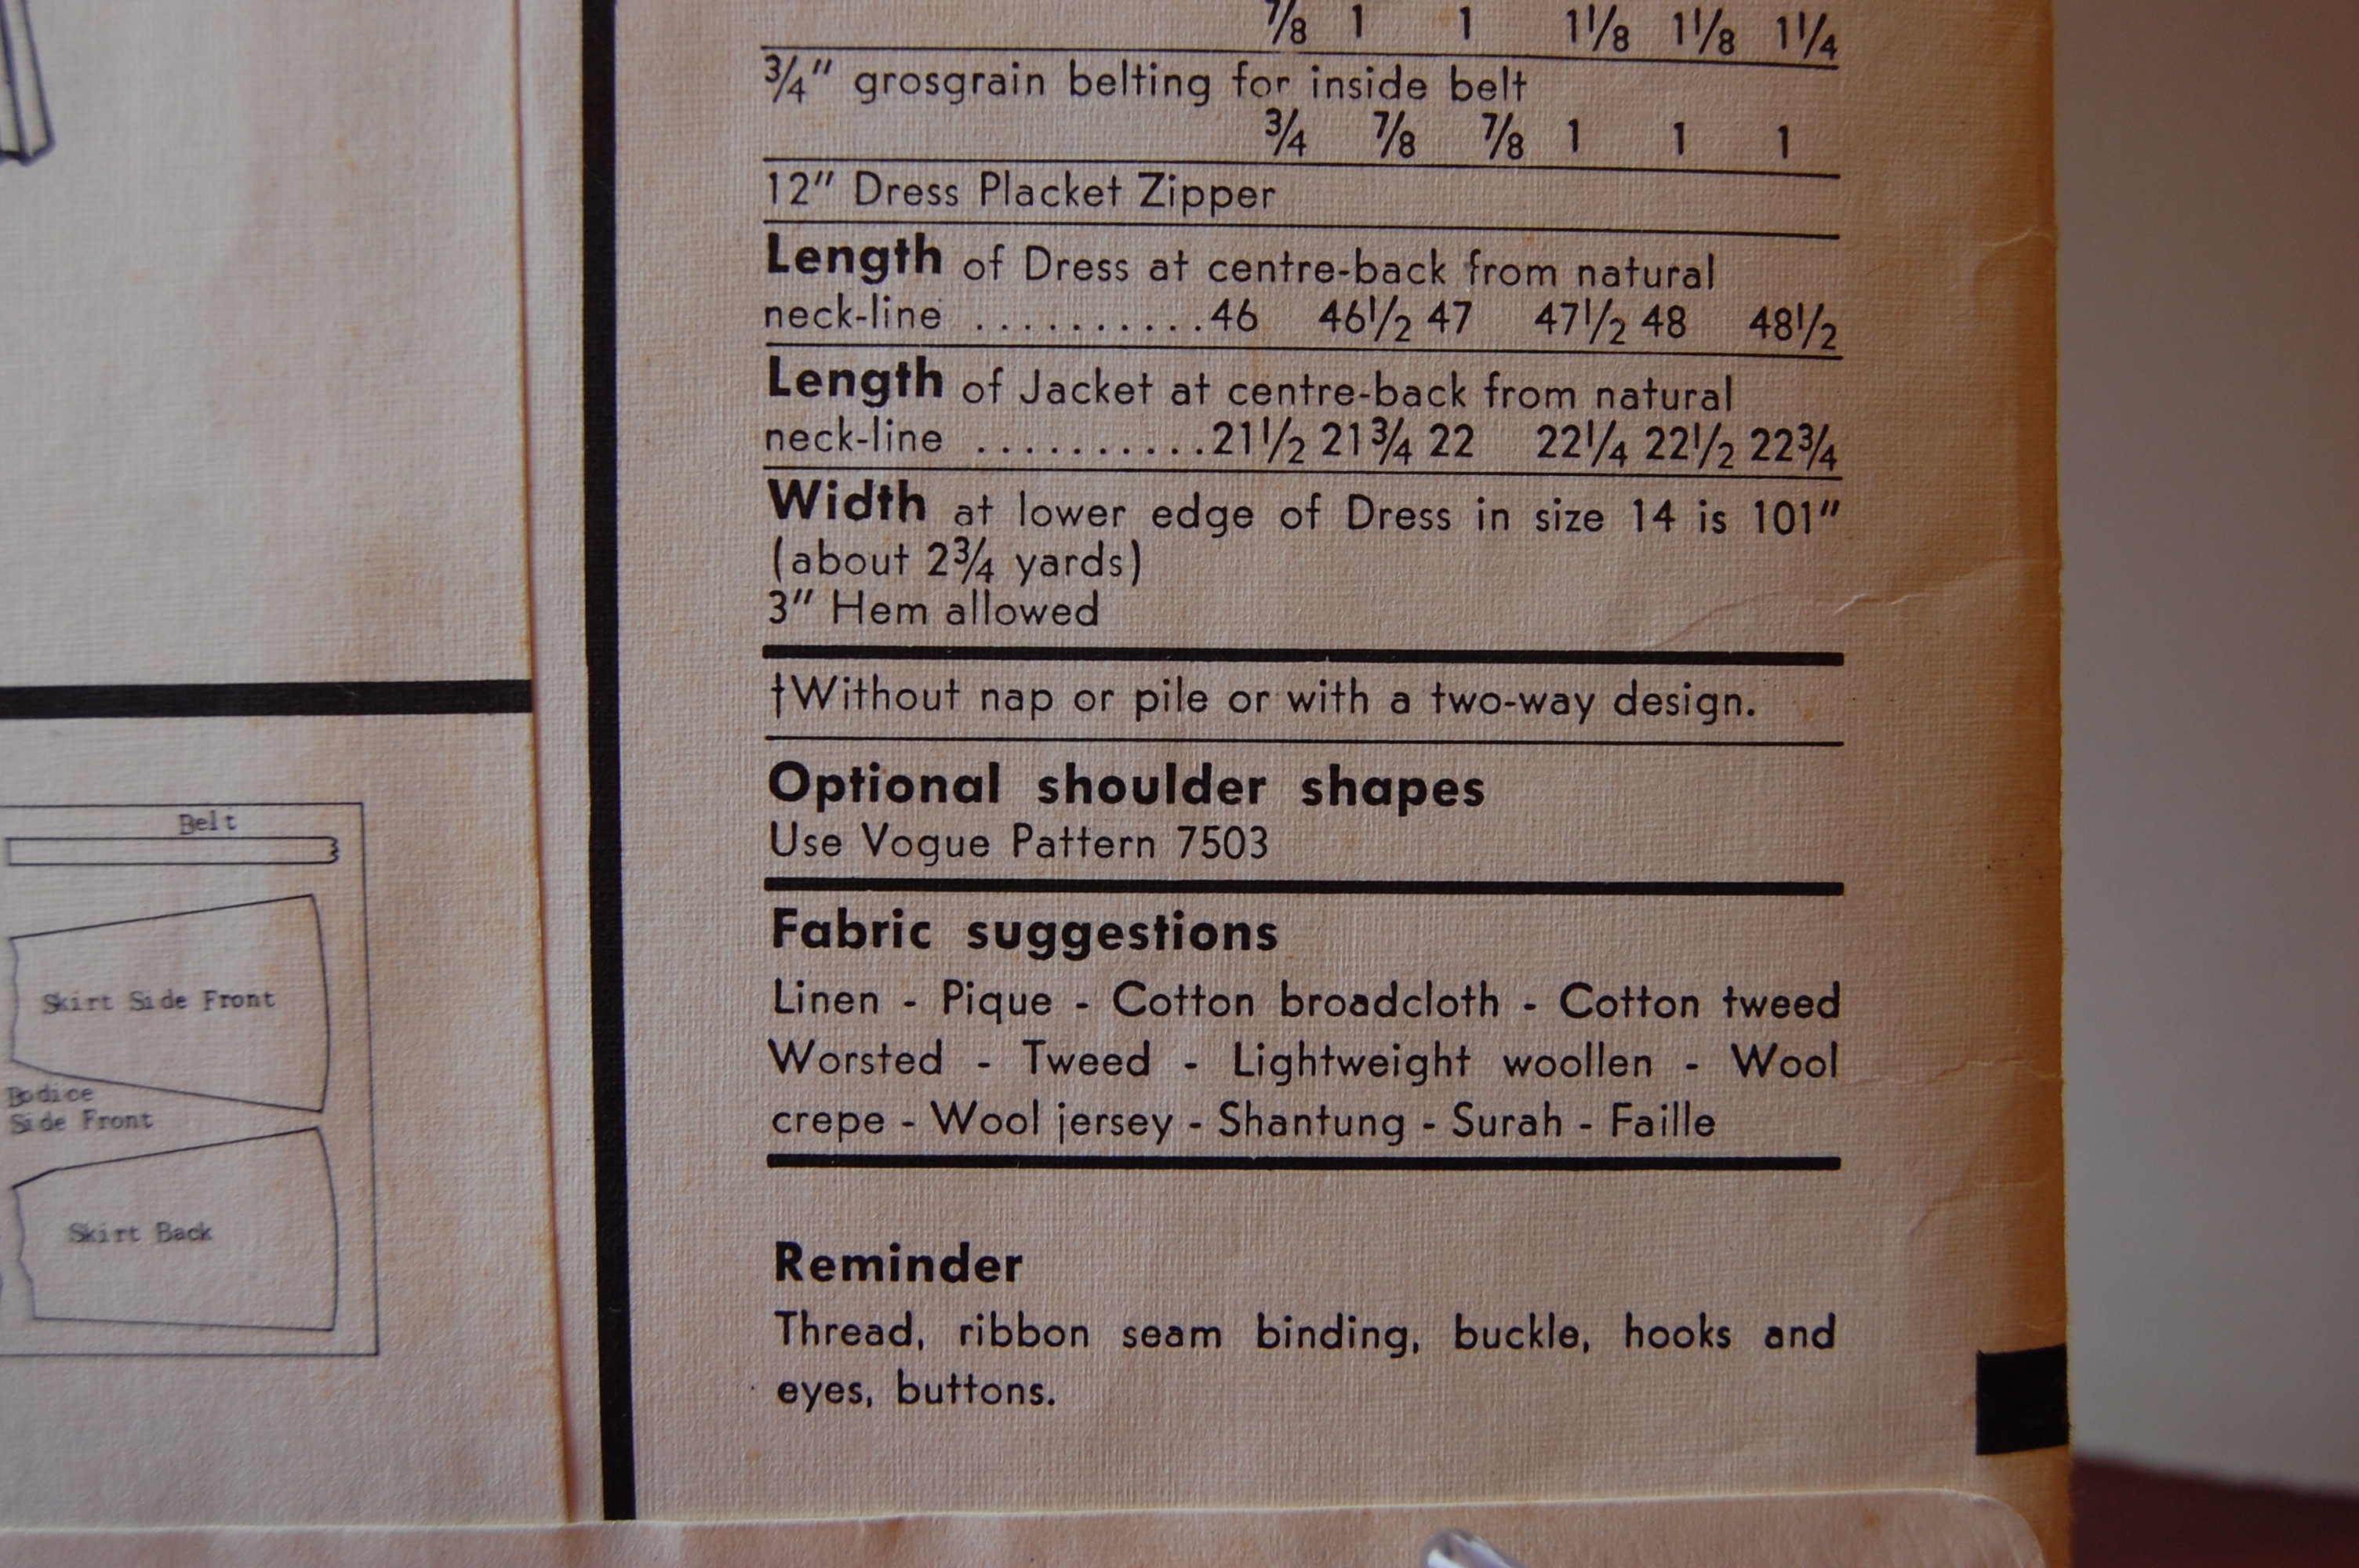 7/8 1 1 1 1/8 1 1/8 1 1/4
3/4" grosgrain belting for inside belt
3/4 7/8 7/8 1 1 1
12" Dress Placket Zipper
Length of Dress at centre-back from natural
neck-line ..........46 46 1/2 47 47 1/2 48 48 1/2
Length of Jacket at centre-back from natural
neck-line ..........21 1/2 21 3/4 22 22 1/4 22 1/2 22 3/4
Width at lower edge of Dress in size 14 is 101"
(about 2 3/4 yards)
3" Hem allowed
†Without nap or pile or with a two-way design.
Optional shoulder shapes
Use Vogue Pattern 7503
Fabric suggestions
Linen - Pique - Cotton broadcloth - Cotton tweed
Worsted - Tweed - Lightweight woollen - Wool
crepe - Wool jersey - Shantung - Surah - Faille
Reminder
Thread, ribbon seam binding, buckle, hooks and
eyes, buttons.
Belt
Skirt Side Front
Bodice
Side Front
Skirt Back